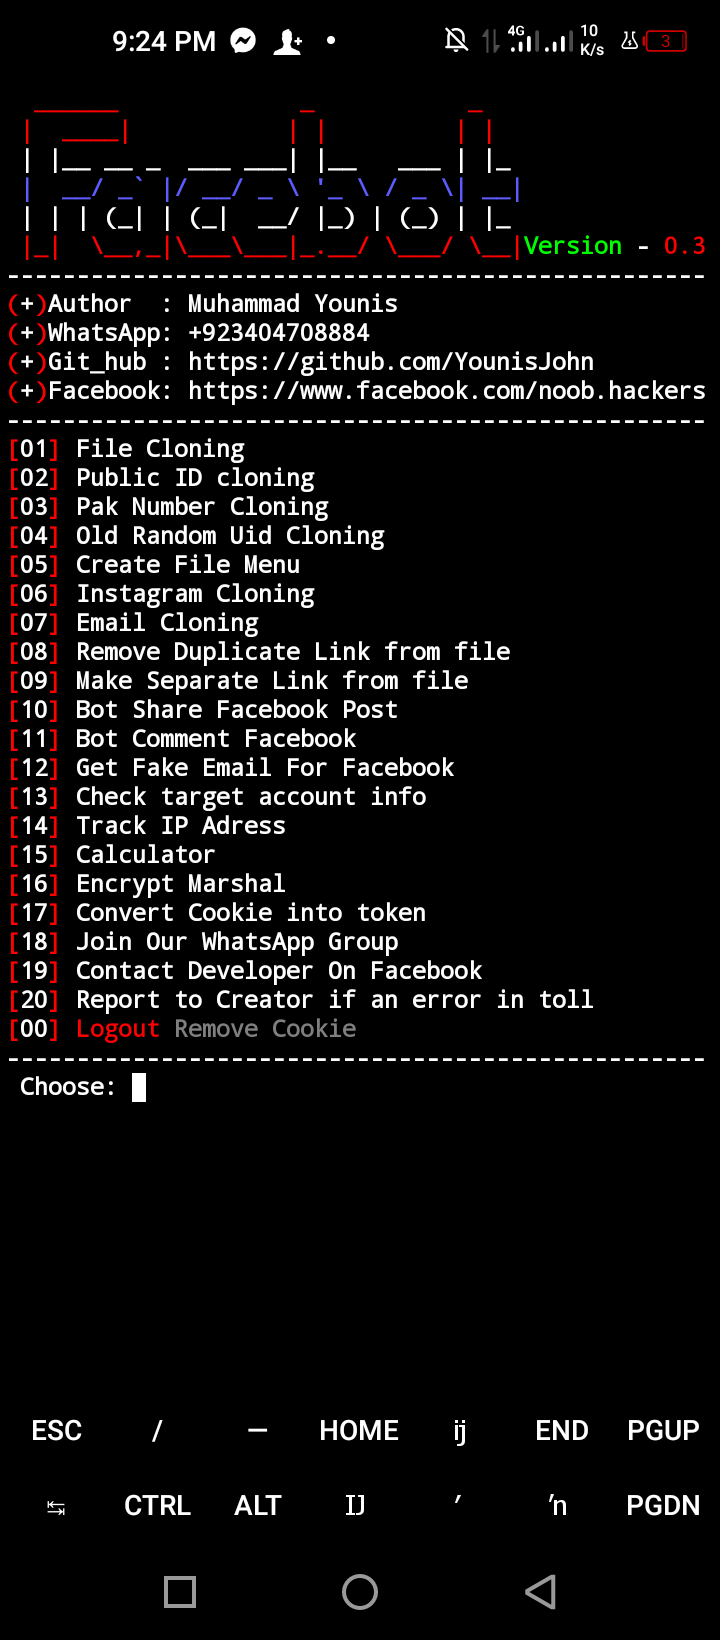 9:24 PM 4G 10 K/s 3
Facebot
Version - 0.3
(+)Author : Muhammad Younis
(+)WhatsApp: +923404708884
(+)Git_hub : https://github.com/YounisJohn
(+)Facebook: https://www.facebook.com/noob.hackers
[01] File Cloning
[02] Public ID cloning
[03] Pak Number Cloning
[04] Old Random Uid Cloning
[05] Create File Menu
[06] Instagram Cloning
[07] Email Cloning
[08] Remove Duplicate Link from file
[09] Make Separate Link from file
[10] Bot Share Facebook Post
[11] Bot Comment Facebook
[12] Get Fake Email For Facebook
[13] Check target account info
[14] Track IP Adress
[15] Calculator
[16] Encrypt Marshal
[17] Convert Cookie into token
[18] Join Our WhatsApp Group
[19] Contact Developer On Facebook
[20] Report to Creator if an error in toll
[00] Logout Remove Cookie
Choose:
ESC / — HOME ĳ END PGUP
↹ CTRL ALT Ĳ ʹ ŉ PGDN